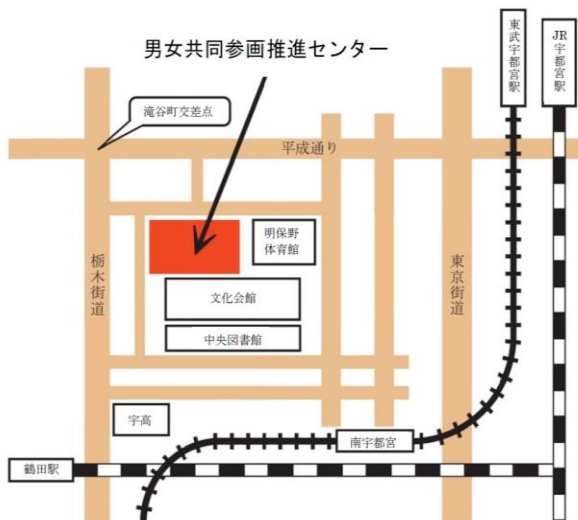 東武宇都宮駅
JR宇都宮駅
男女共同参画推進センター
滝谷町交差点
平成通り
明保野
体育館
栃木街道
東京街道
文化会館
中央図書館
宇高
南宇都宮
鶴田駅